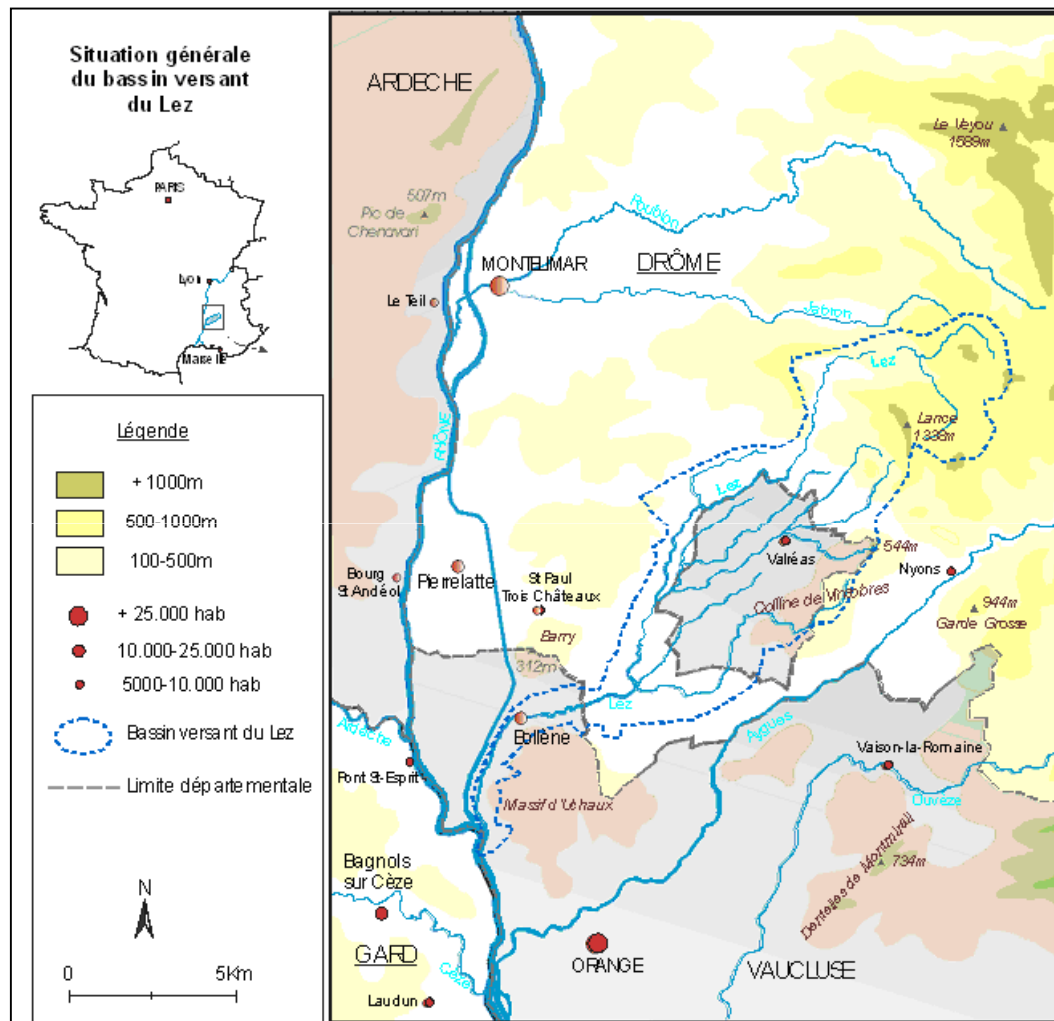 Situation générale
du bassin versant
du Lez
PARIS
Lyon
Marseille
Légende
+ 1000m
500-1000m
100-500m
+ 25.000 hab
10.000-25.000 hab
5000-10.000 hab
Bassin versant du Lez
Limite départementale
N
0 5Km
ARDECHE
Le Veyou
1589m
507m
Pic de
Chenavari
Roubion
MONTELIMAR
DRÔME
Le Teil
Jabron
Lez
RHÔNE
Lance
1338m
Lez
Valréas
544m
Nyons
Bourg
St Andéol
Pierrelatte
St Paul
Trois Châteaux
Colline de Vinsobres
944m
Garde Grosse
Barry
312m
Lez
Bollène
Aygues
Ardèche
Vaison-la-Romaine
Pont St-Esprit
Massif d'Uchaux
Ouvèze
Dentelles de Montmirail
734m
Bagnols
sur Cèze
GARD
ORANGE
VAUCLUSE
Cèze
Laudun